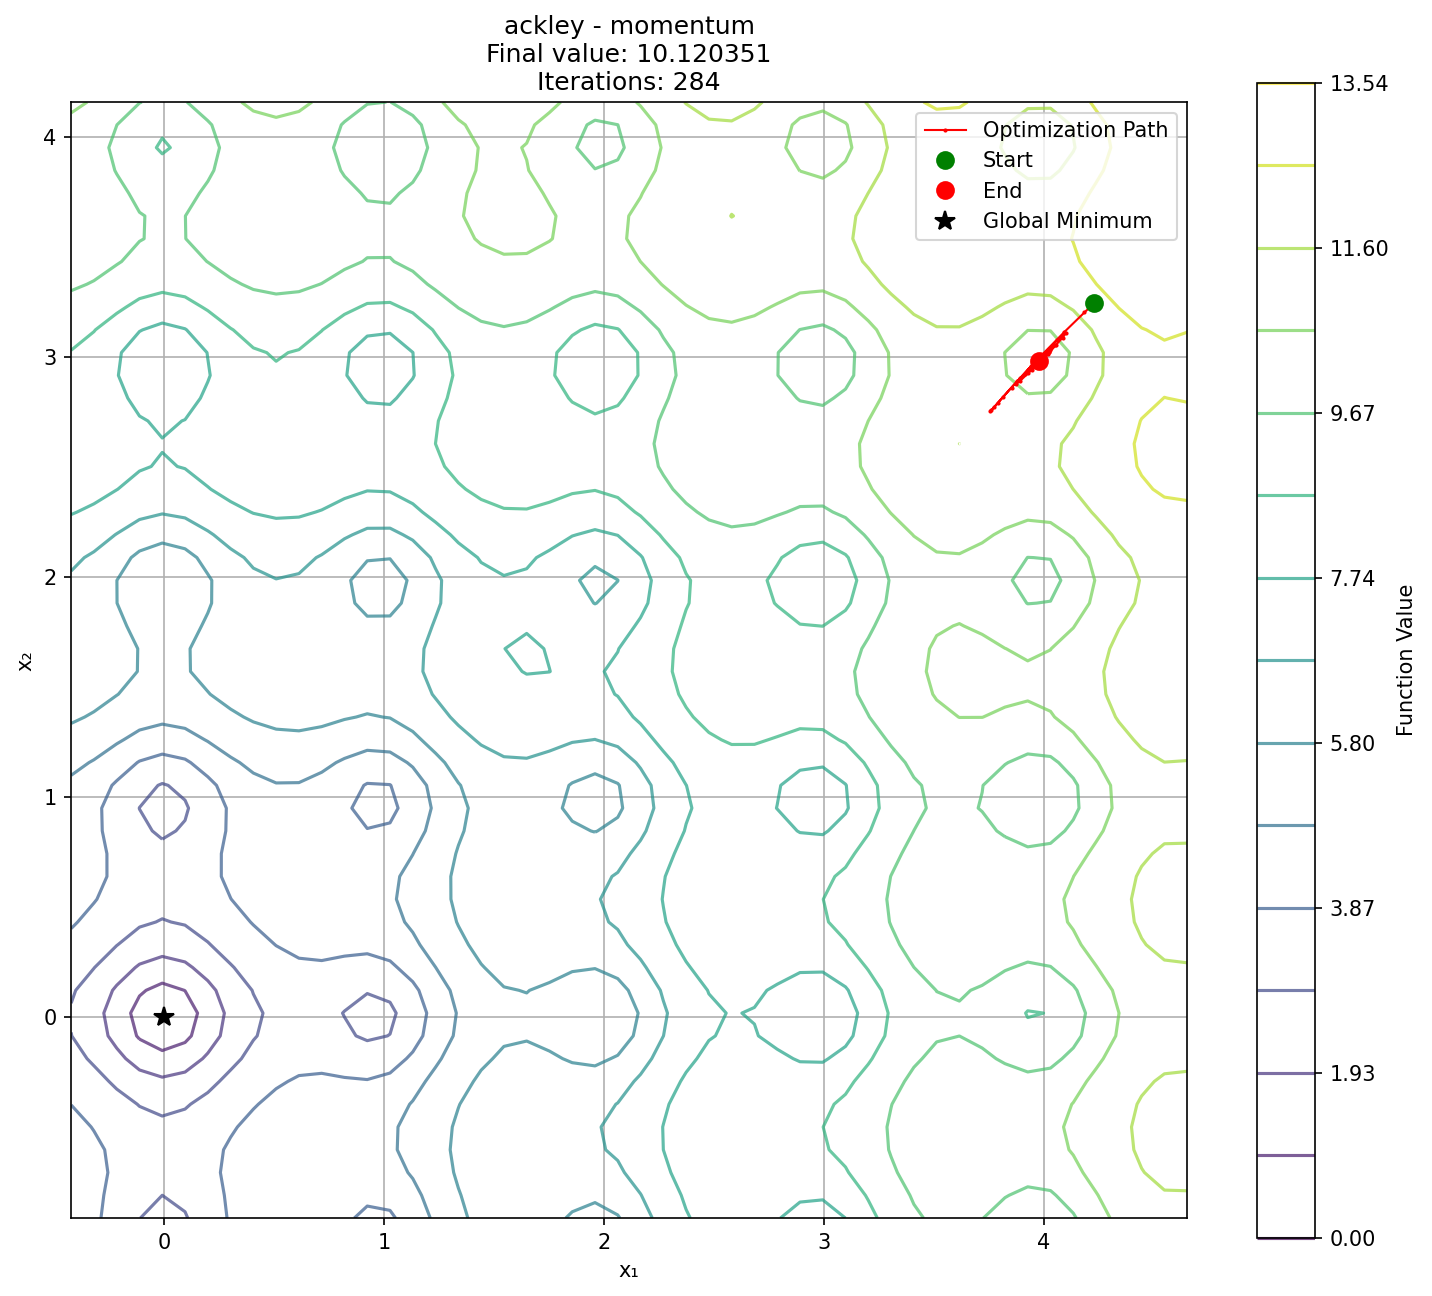 ackley - momentum
Final value: 10.120351
Iterations: 284
Optimization Path
Start
End
Global Minimum
4
3
2
1
0
x₂
0
1
2
3
4
x₁
13.54
11.60
9.67
7.74
5.80
3.87
1.93
0.00
Function Value